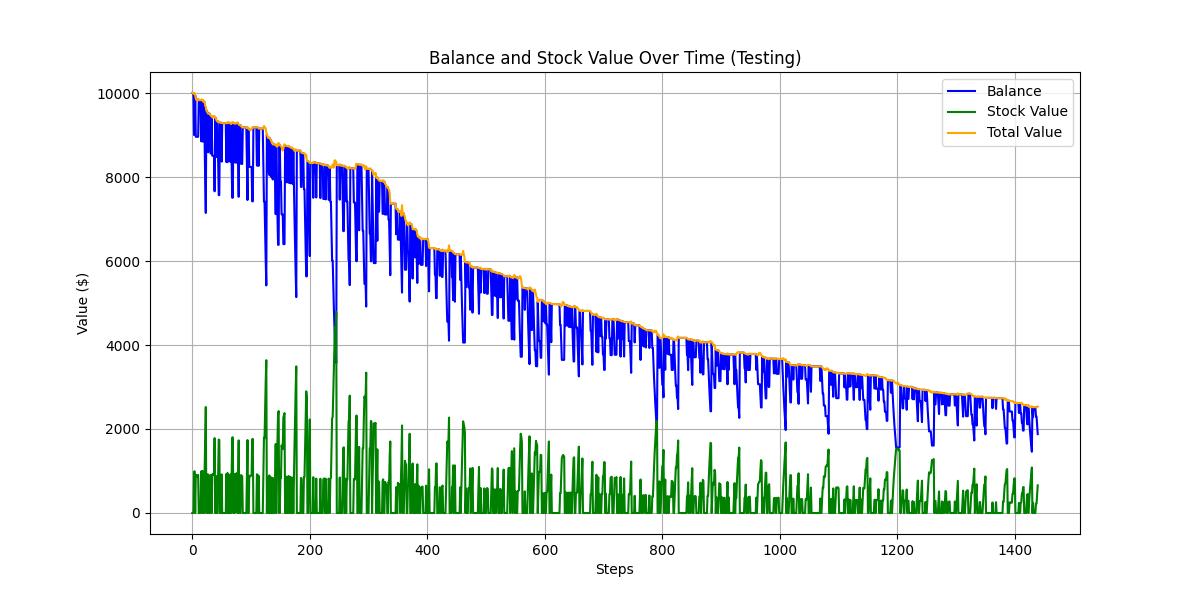 Balance and Stock Value Over Time (Testing)
10000
8000
6000
4000
2000
0
Value ($)
Balance
Stock Value
Total Value
0 200 400 600 800 1000 1200 1400
Steps